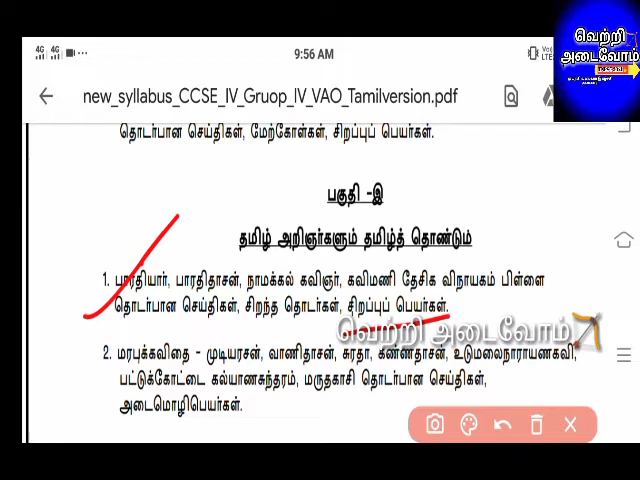 வெற்றி
அடைவோம்
4G 4G 9:56 AM
new_syllabus_CCSE_IV_Gruop_IV_VAO_Tamilversion.pdf
தொடர்பான செய்திகள், மேற்கோள்கள், சிறப்புப் பெயர்கள்.
பகுதி -இ
தமிழ் அறிஞர்களும் தமிழ்த் தொண்டும்
1. பாரதியார், பாரதிதாசன், நாமக்கல் கவிஞர், கவிமணி தேசிக விநாயகம் பிள்ளை
தொடர்பான செய்திகள், சிறந்த தொடர்கள், சிறப்புப் பெயர்கள்.
வெற்றி அடைவோம்
2. மரபுக்கவிதை - முடியரசன், வாணிதாசன், சுரதா, கண்ணதாசன், உடுமலைநாராயணகவி,
பட்டுக்கோட்டை கல்யாணசுந்தரம், மருதகாசி தொடர்பான செய்திகள்,
அடைமொழிபெயர்கள்.